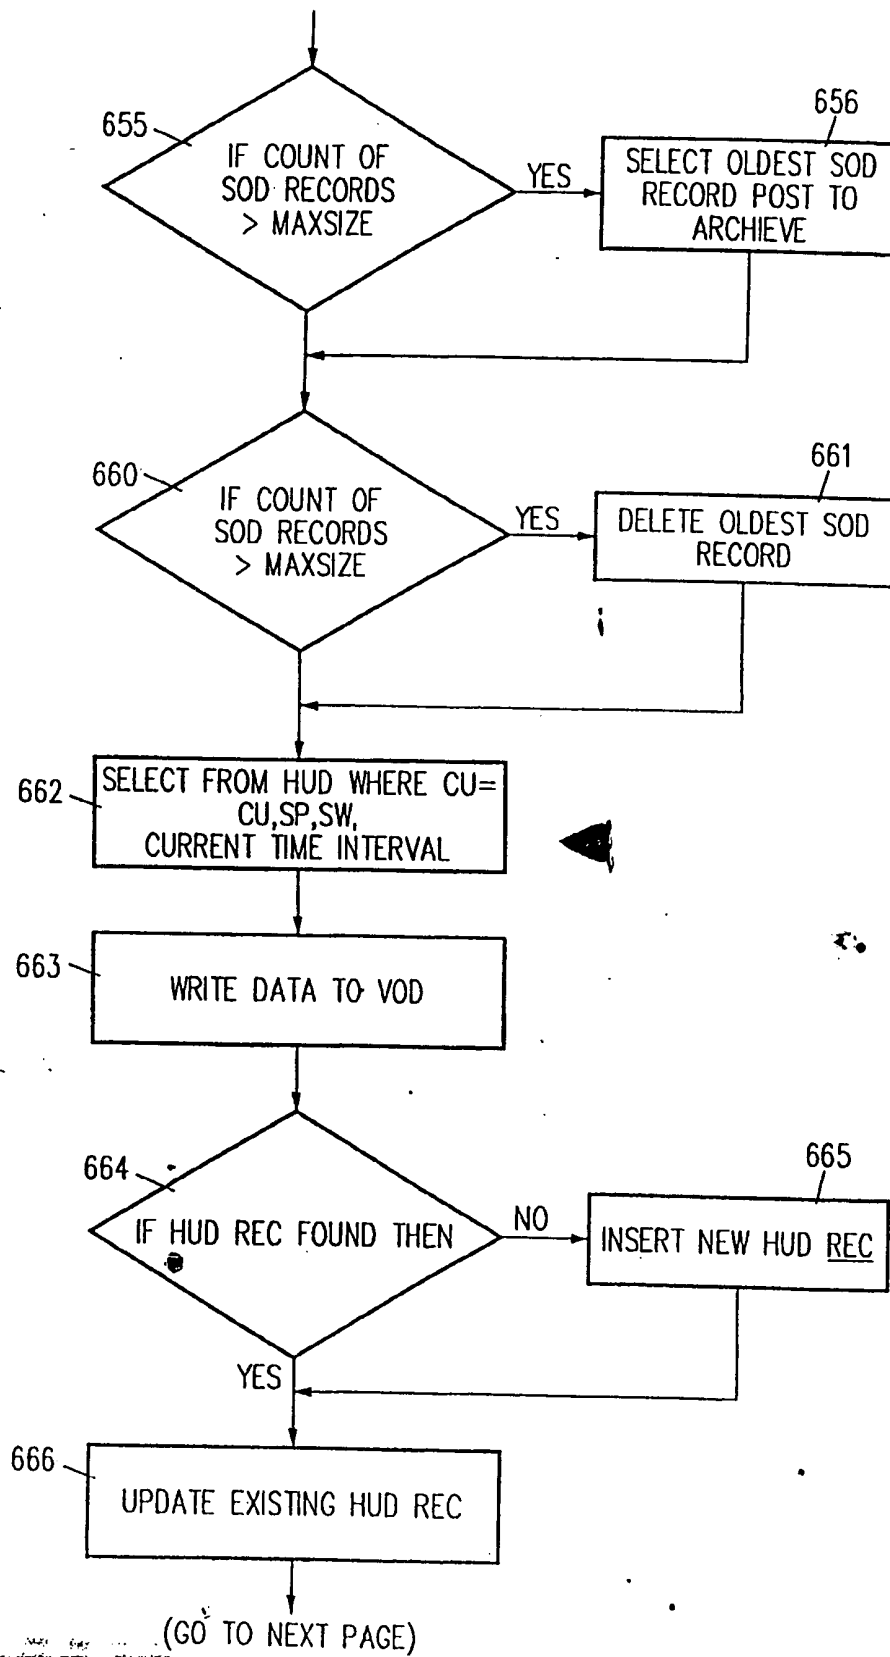 655
IF COUNT OF
SOD RECORDS
> MAXSIZE
YES
656
SELECT OLDEST SOD
RECORD POST TO
ARCHIEVE
660
IF COUNT OF
SOD RECORDS
> MAXSIZE
YES
661
DELETE OLDEST SOD
RECORD
662
SELECT FROM HUD WHERE CU=
CU,SP,SW,
CURRENT TIME INTERVAL
663
WRITE DATA TO VOD
664
IF HUD REC FOUND THEN
NO
665
INSERT NEW HUD REC
YES
666
UPDATE EXISTING HUD REC
(GO TO NEXT PAGE)